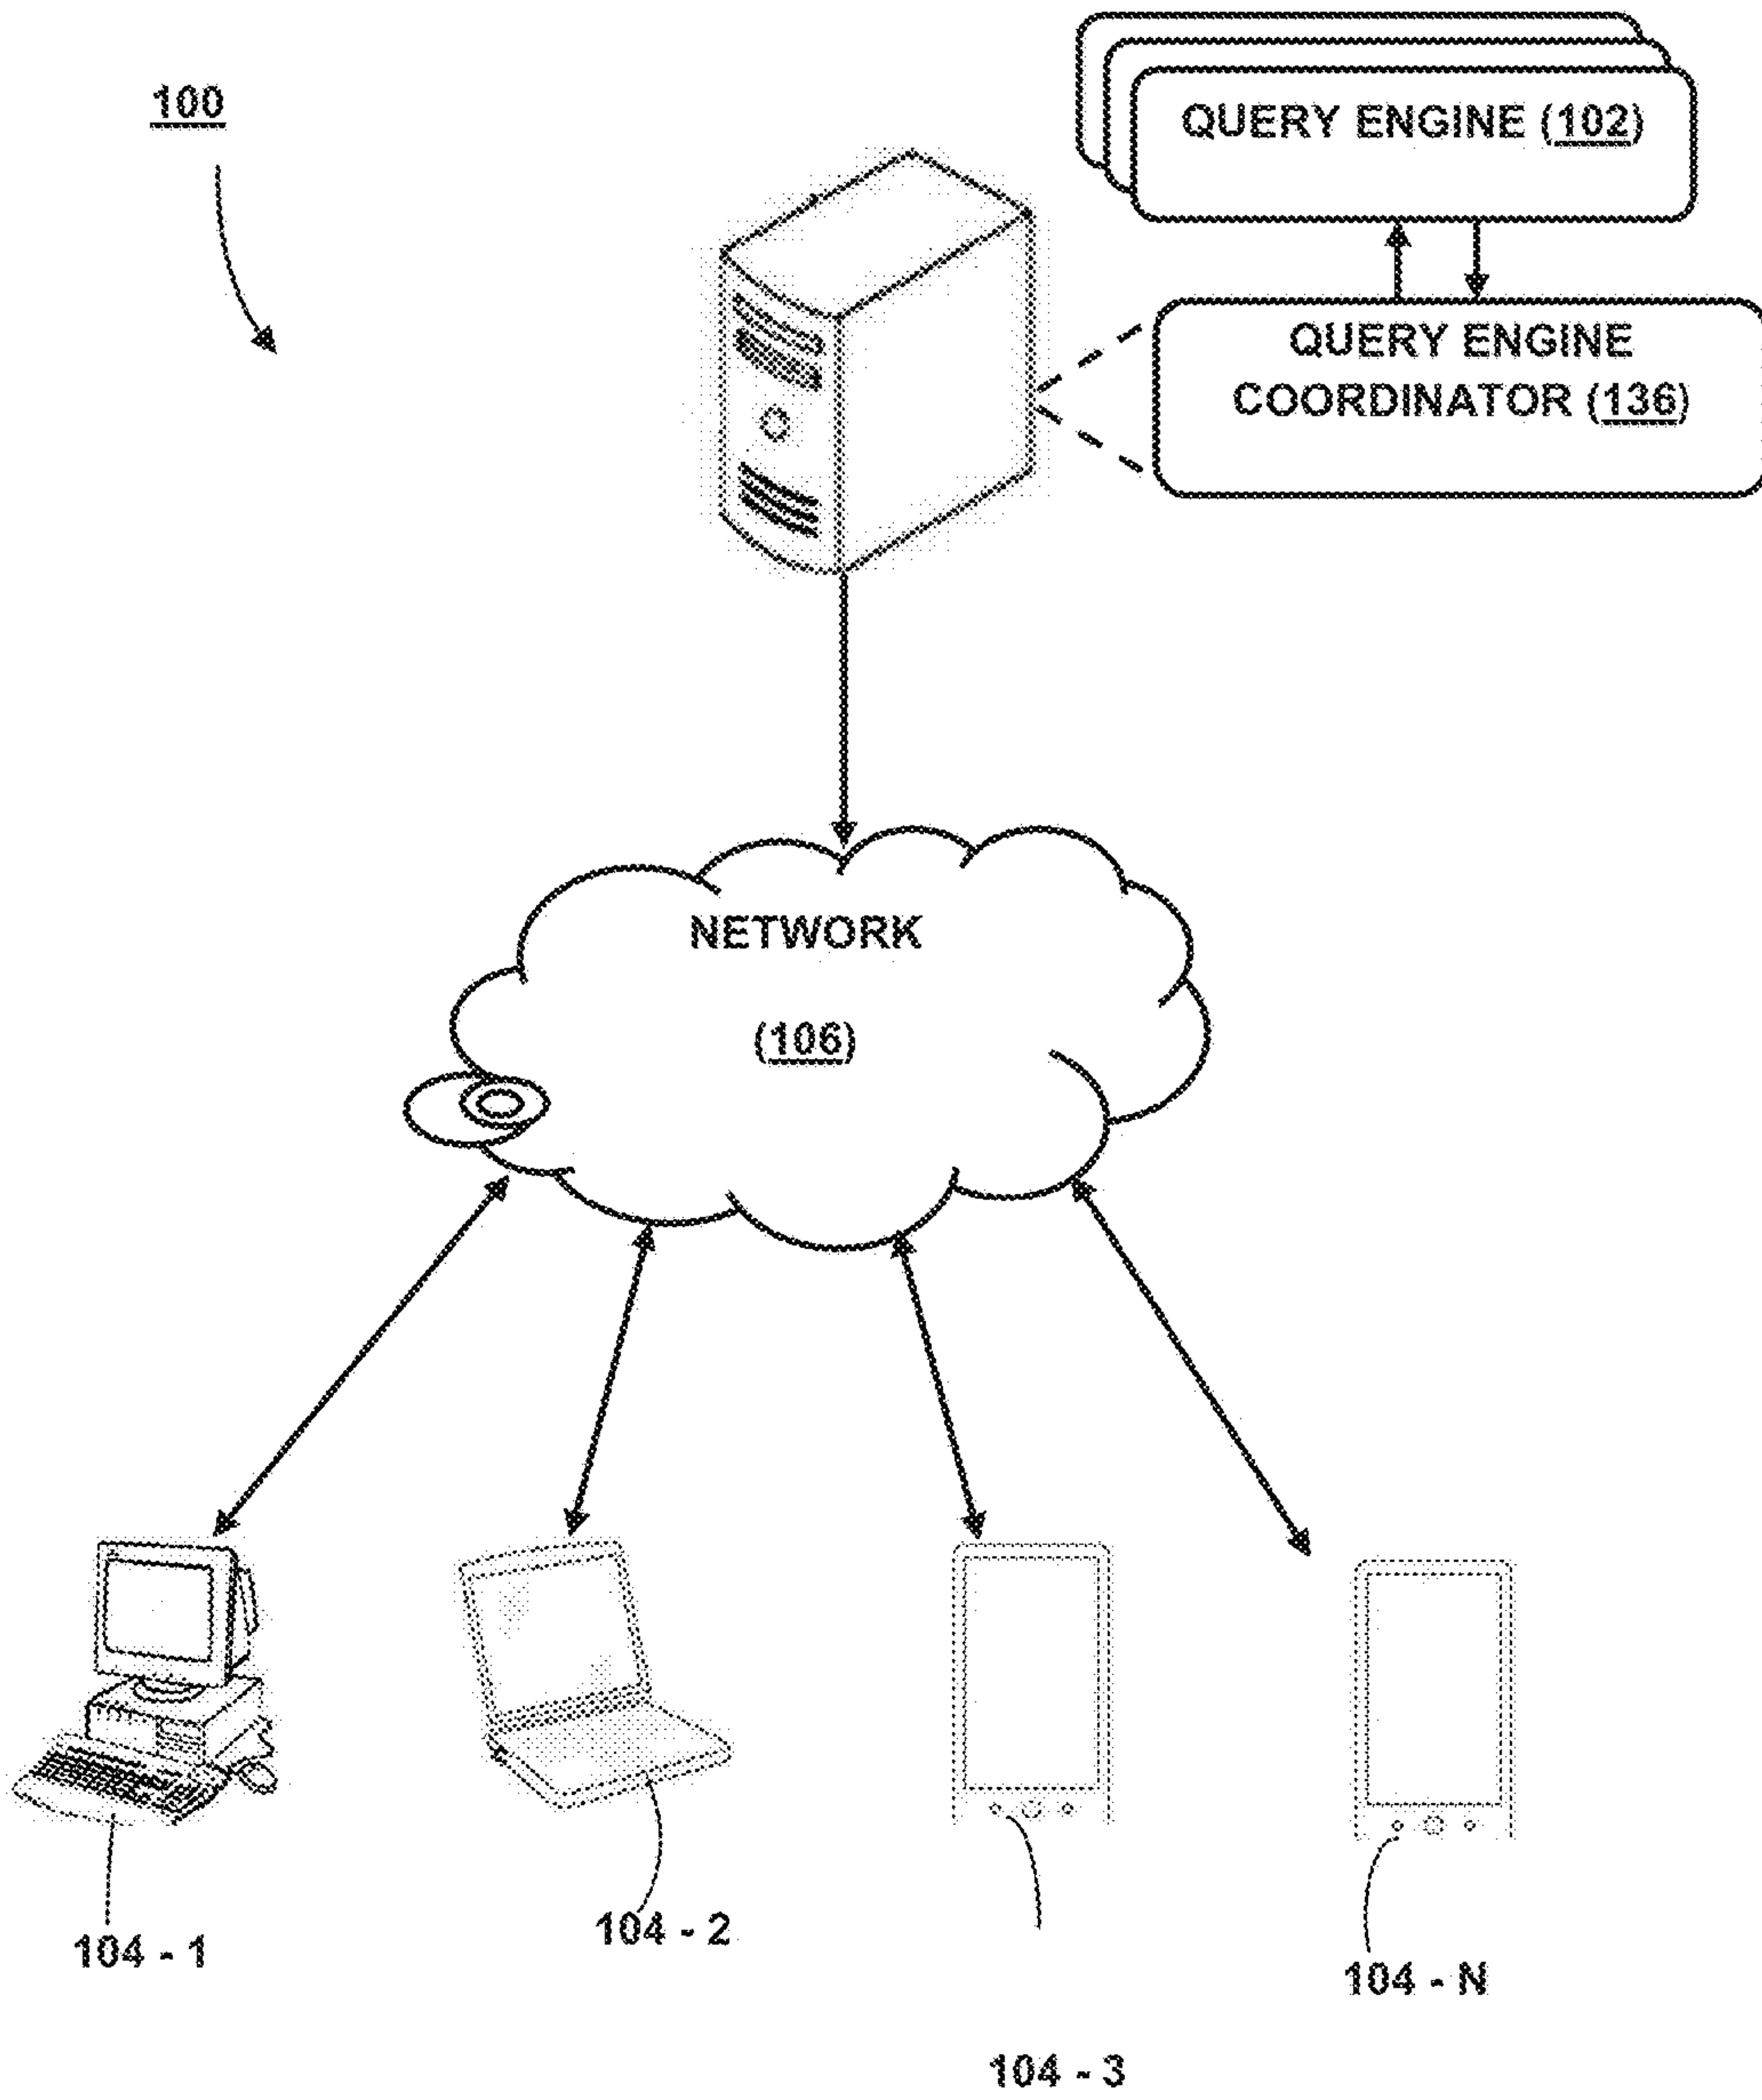 100
QUERY ENGINE (102)
QUERY ENGINE
COORDINATOR (136)
NETWORK
(106)
104 - 1
104 - 2
104 - N
104 - 3